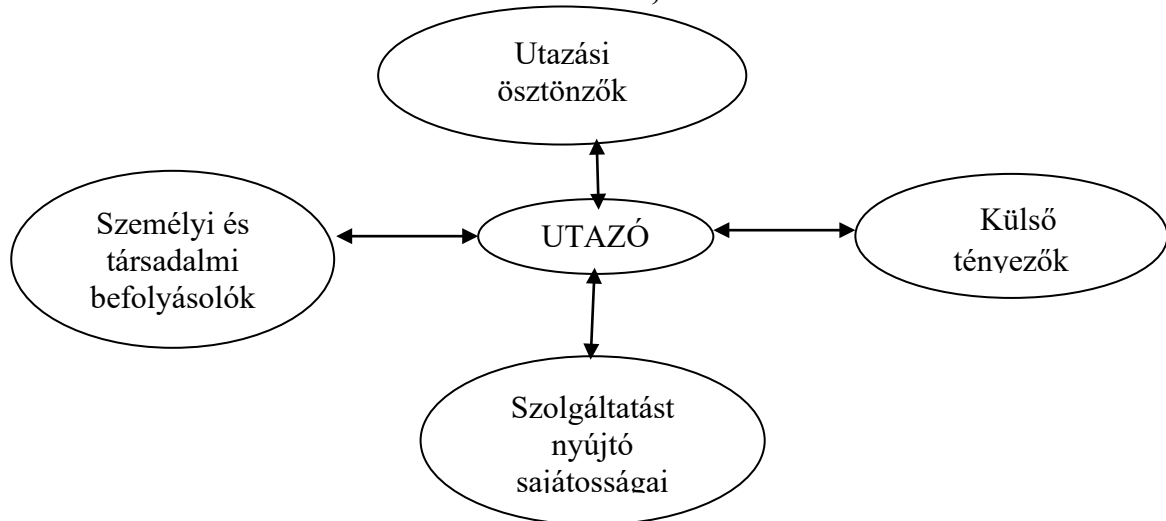 Utazási
ösztönzők
Személyi és
társadalmi
befolyásolók
UTAZÓ
Külső
tényezők
Szolgáltatást
nyújtó
sajátosságai